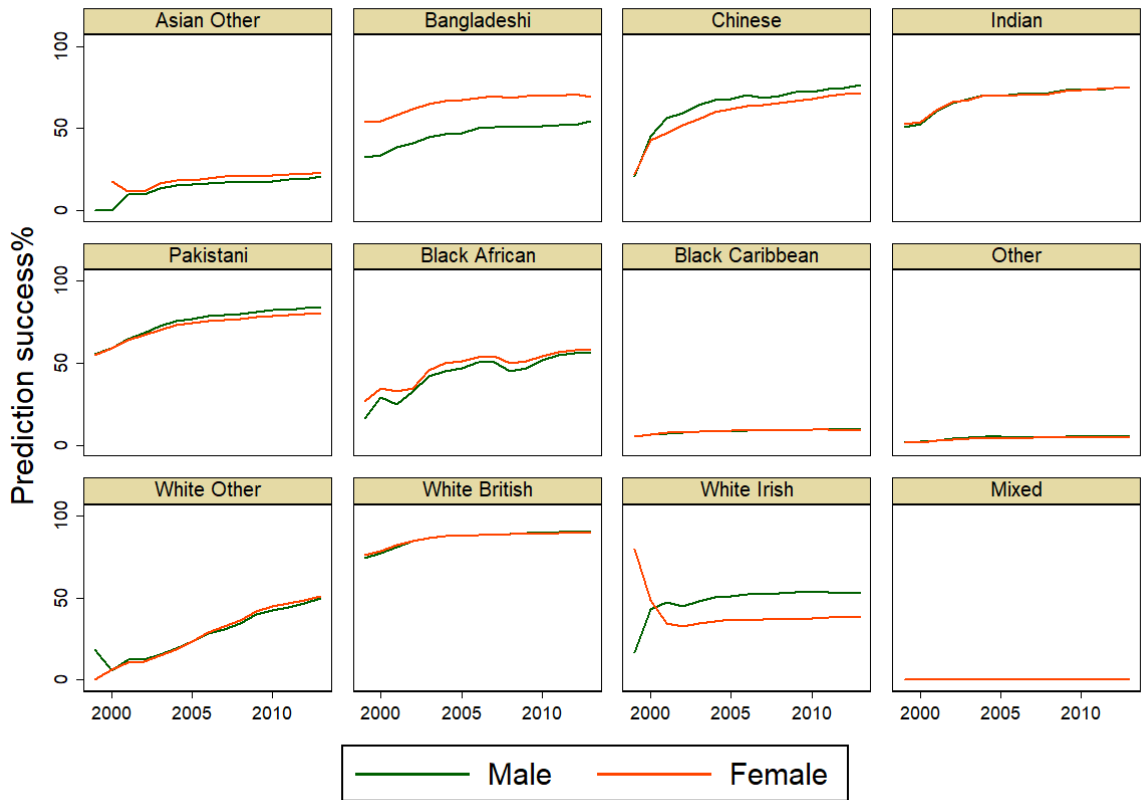 Asian Other Bangladeshi Chinese Indian
100
50
0
Pakistani Black African Black Caribbean Other
100
50
0
White Other White British White Irish Mixed
100
50
0
Prediction success%
2000 2005 2010 2000 2005 2010 2000 2005 2010 2000 2005 2010
Male Female